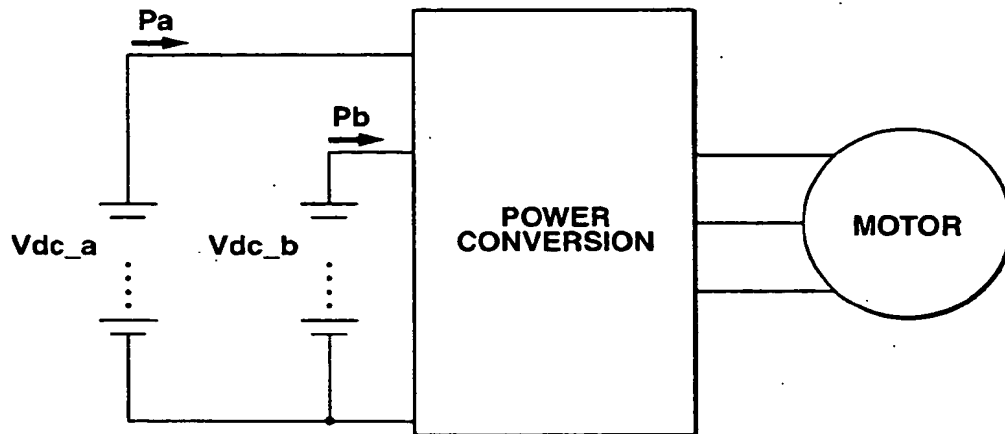 Pa
Pb
Vdc_a
Vdc_b
POWER
CONVERSION
MOTOR